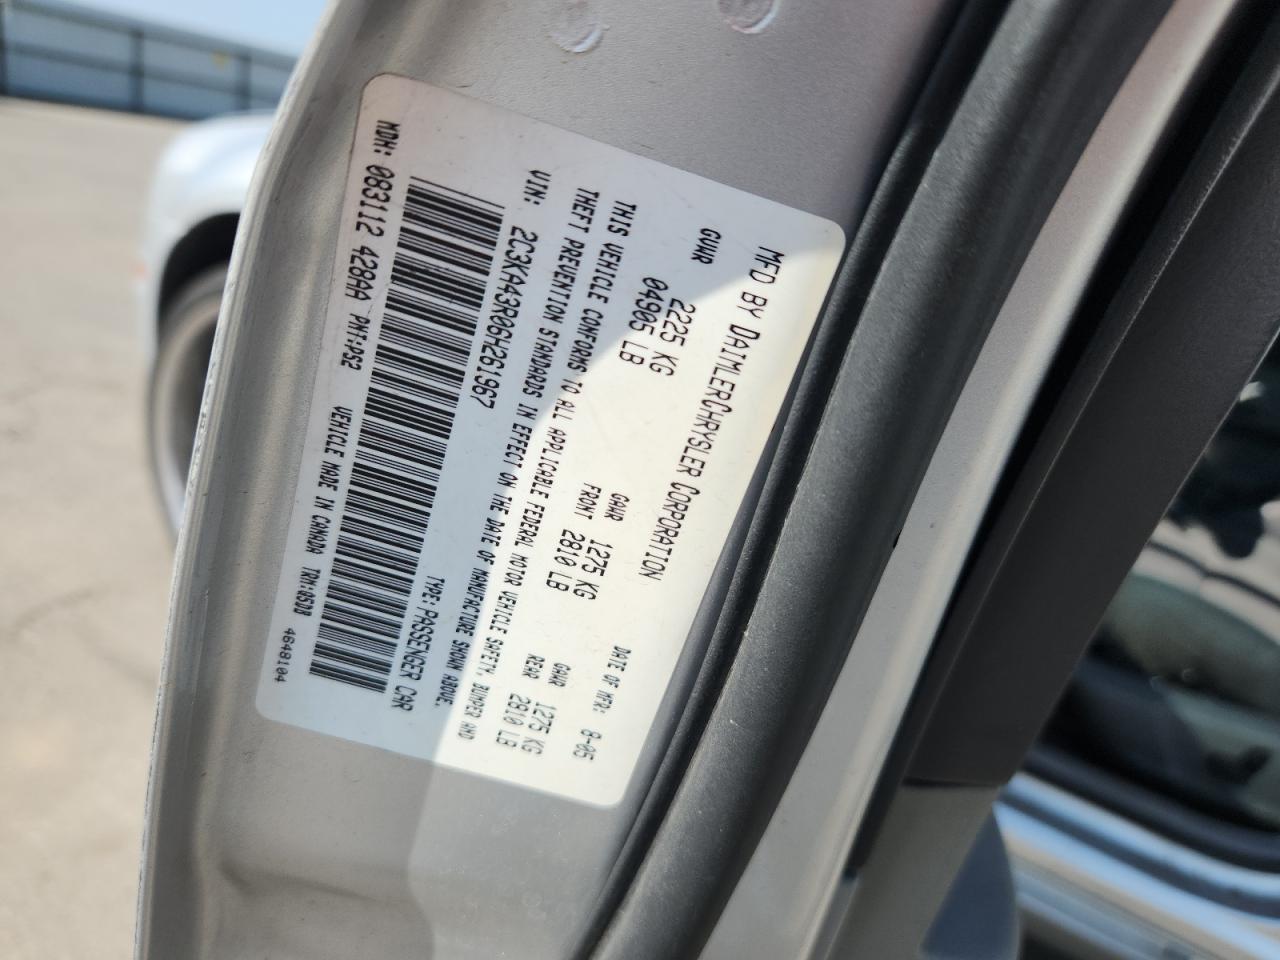 MFD BY DAIMLERCHRYSLER CORPORATION
DATE OF MFR: 8-05
GVWR 2225 KG
04905 LB
GAWR 1275 KG
FRONT 2810 LB
GAWR 1275 KG
REAR 2810 LB
THIS VEHICLE CONFORMS TO ALL APPLICABLE FEDERAL MOTOR VEHICLE SAFETY, BUMPER AND
THEFT PREVENTION STANDARDS IN EFFECT ON THE DATE OF MANUFACTURE SHOWN ABOVE.
VIN: 2C3KA43R06H261967
TYPE: PASSENGER CAR
MDH: 083112 428AA PNT:PS2
VEHICLE MADE IN CANADA TRM:B5DB
4648104